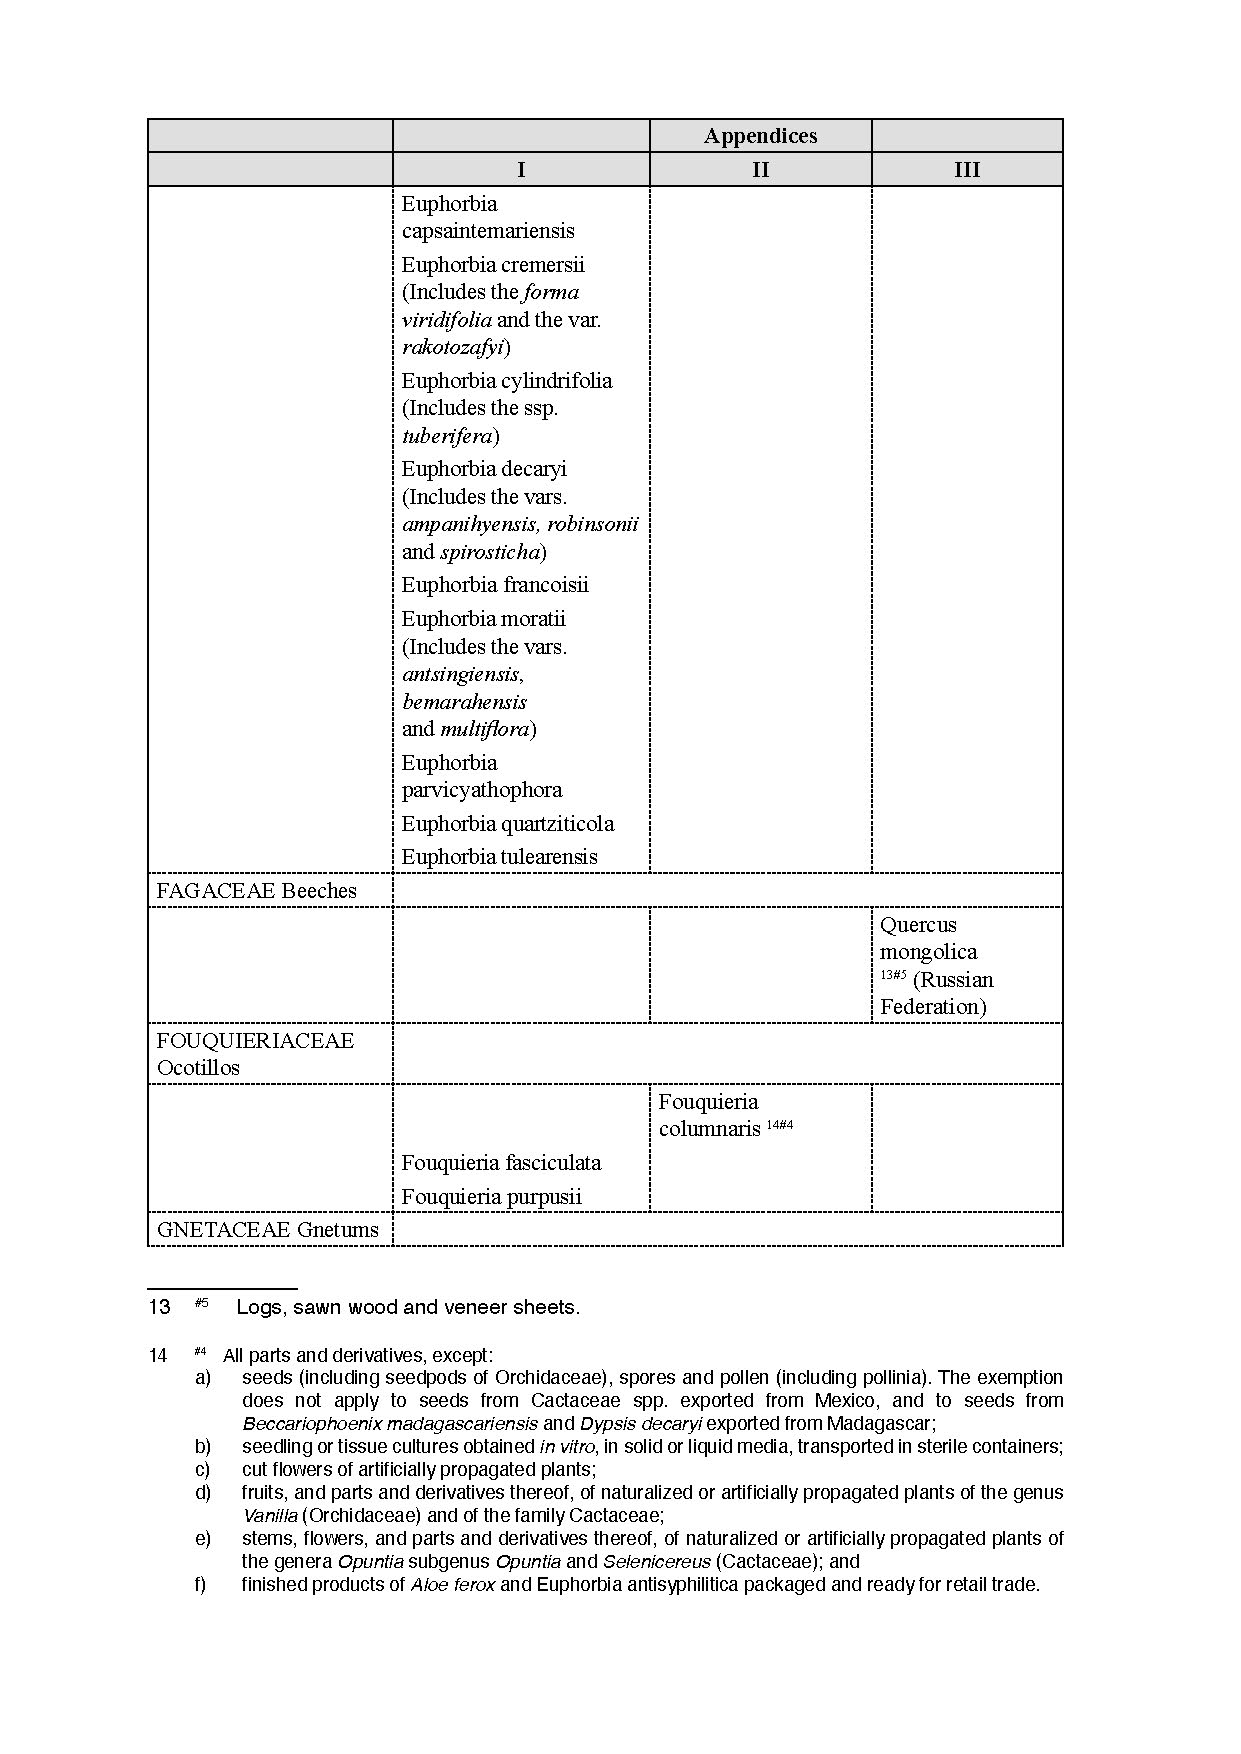 Appendices
I II III
Euphorbia
capsaintemariensis
Euphorbia cremersii
(Includes the forma
viridifolia and the var.
rakotozafyi)
Euphorbia cylindrifolia
(Includes the ssp.
tuberifera)
Euphorbia decaryi
(Includes the vars.
ampanihyensis, robinsonii
and spirosticha)
Euphorbia francoisii
Euphorbia moratii
(Includes the vars.
antsingiensis,
bemarahensis
and multiflora)
Euphorbia
parvicyathophora
Euphorbia quartziticola
Euphorbia tulearensis
FAGACEAE Beeches
Quercus
mongolica
13#5 (Russian
Federation)
FOUQUIERIACEAE
Ocotillos
Fouquieria
columnaris 14#4
Fouquieria fasciculata
Fouquieria purpusii
GNETACEAE Gnetums
13 #5 Logs, sawn wood and veneer sheets.
14 #4 All parts and derivatives, except:
a) seeds (including seedpods of Orchidaceae), spores and pollen (including pollinia). The exemption
does not apply to seeds from Cactaceae spp. exported from Mexico, and to seeds from
Beccariophoenix madagascariensis and Dypsis decaryi exported from Madagascar;
b) seedling or tissue cultures obtained in vitro, in solid or liquid media, transported in sterile containers;
c) cut flowers of artificially propagated plants;
d) fruits, and parts and derivatives thereof, of naturalized or artificially propagated plants of the genus
Vanilla (Orchidaceae) and of the family Cactaceae;
e) stems, flowers, and parts and derivatives thereof, of naturalized or artificially propagated plants of
the genera Opuntia subgenus Opuntia and Selenicereus (Cactaceae); and
f) finished products of Aloe ferox and Euphorbia antisyphilitica packaged and ready for retail trade.